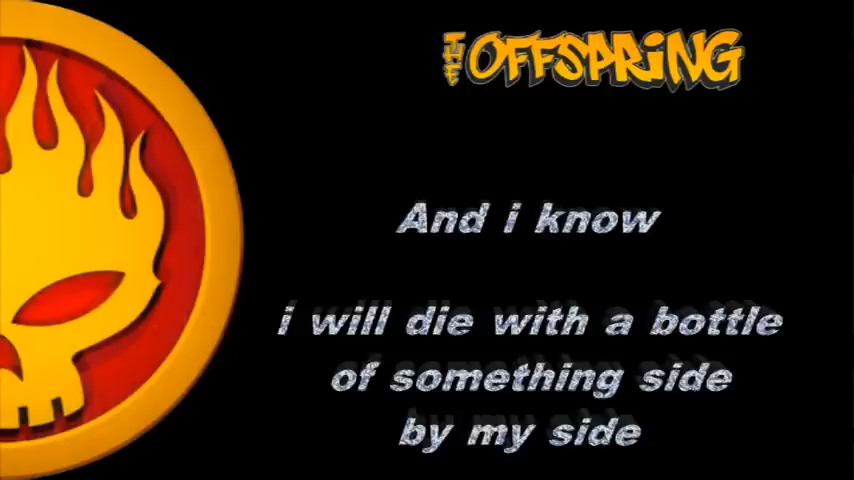 THE OFFSPRiNG
And i know
i will die with a bottle
of something side
by my side